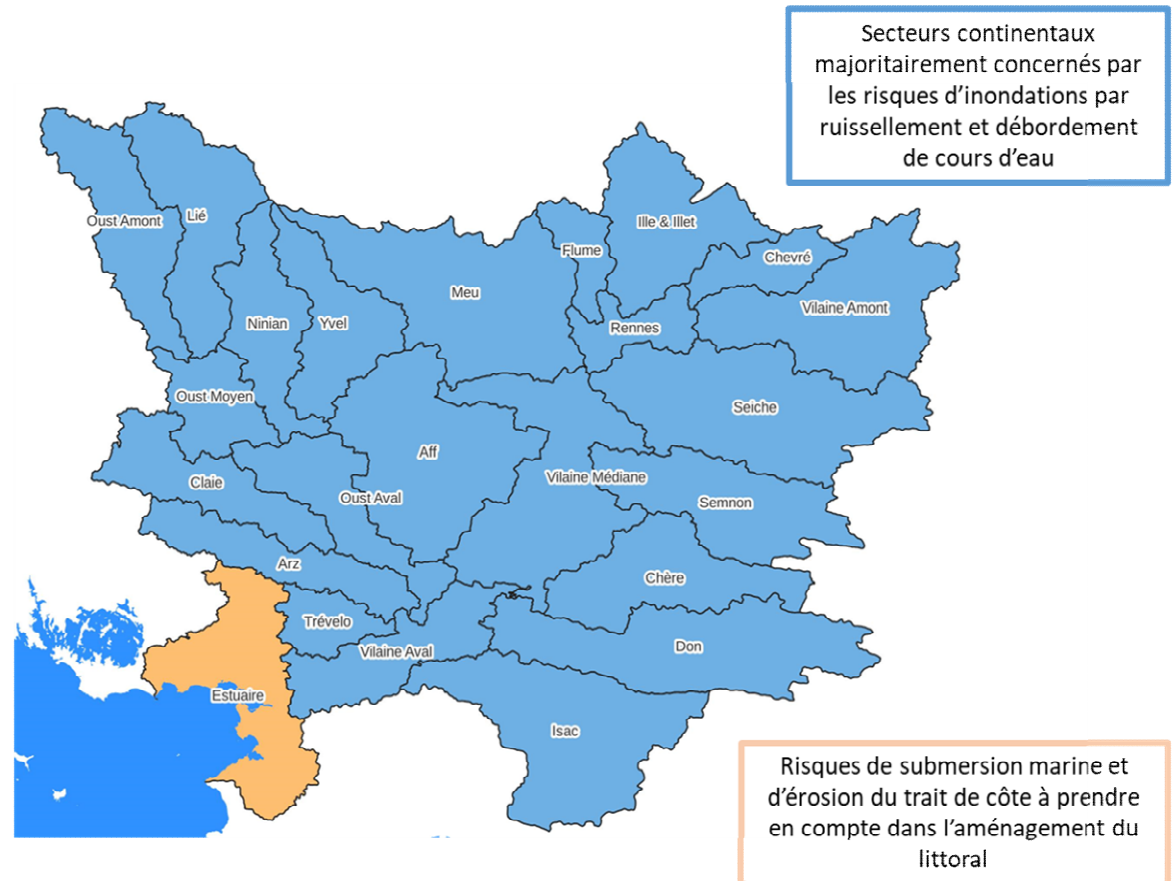 Secteurs continentaux
majoritairement concernés par
les risques d'inondations par
ruissellement et débordement
de cours d'eau
Oust Amont
Lié
Ille & Illet
Flume
Chevré
Meu
Vilaine Amont
Ninian
Yvel
Rennes
Oust Moyen
Seiche
Aff
Vilaine Médiane
Claie
Oust Aval
Semnon
Arz
Chère
Trévelo
Don
Vilaine Aval
Estuaire
Isac
Risques de submersion marine et
d'érosion du trait de côte à prendre
en compte dans l'aménagement du
littoral